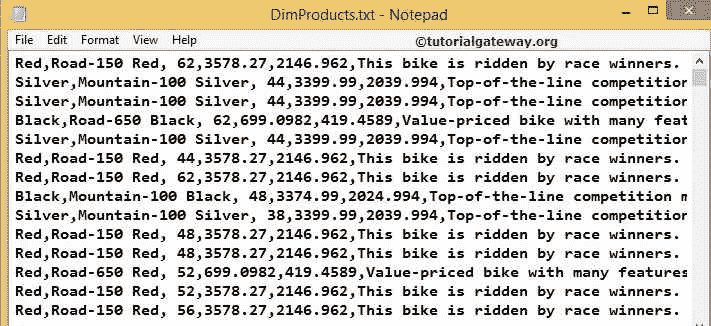 DimProducts.txt - Notepad
File Edit Format View Help
©tutorialgateway.org
Red,Road-150 Red, 62,3578.27,2146.962,This bike is ridden by race winners.
Silver,Mountain-100 Silver, 44,3399.99,2039.994,Top-of-the-line competition
Silver,Mountain-100 Silver, 44,3399.99,2039.994,Top-of-the-line competition
Black,Road-650 Black, 62,699.0982,419.4589,Value-priced bike with many feat
Silver,Mountain-100 Silver, 44,3399.99,2039.994,Top-of-the-line competition
Red,Road-150 Red, 44,3578.27,2146.962,This bike is ridden by race winners.
Red,Road-150 Red, 62,3578.27,2146.962,This bike is ridden by race winners.
Black,Mountain-100 Black, 48,3374.99,2024.994,Top-of-the-line competition m
Silver,Mountain-100 Silver, 38,3399.99,2039.994,Top-of-the-line competition
Red,Road-150 Red, 48,3578.27,2146.962,This bike is ridden by race winners.
Red,Road-150 Red, 48,3578.27,2146.962,This bike is ridden by race winners.
Red,Road-650 Red, 52,699.0982,419.4589,Value-priced bike with many features
Red,Road-150 Red, 52,3578.27,2146.962,This bike is ridden by race winners.
Red,Road-150 Red, 56,3578.27,2146.962,This bike is ridden by race winners.